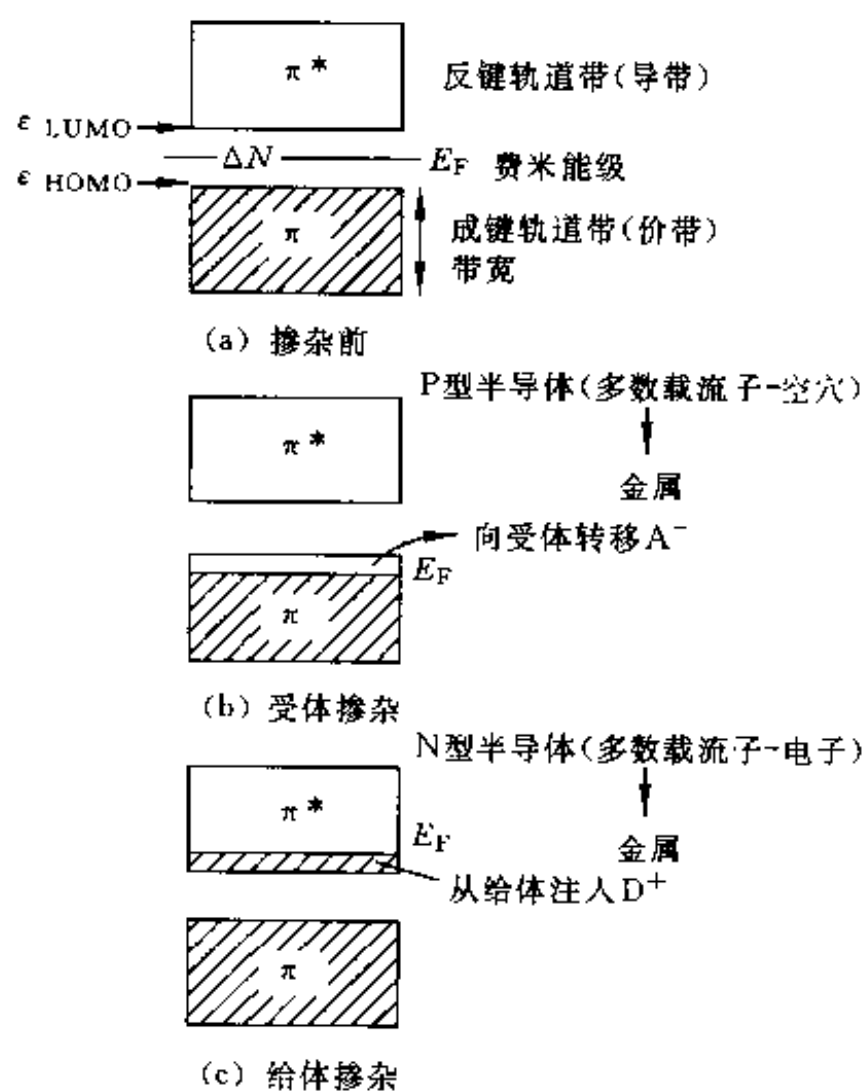 π*
反键轨道带(导带)
ε LUMO
ΔN
E_F 费米能级
ε HOMO
π
成键轨道带(价带)
带宽
(a) 掺杂前
P型半导体(多数载流子-空穴)
π*
金属
向受体转移A⁻
E_F
π
(b) 受体掺杂
N型半导体(多数载流子-电子)
π*
E_F
金属
从给体注人D⁺
π
(c) 给体掺杂